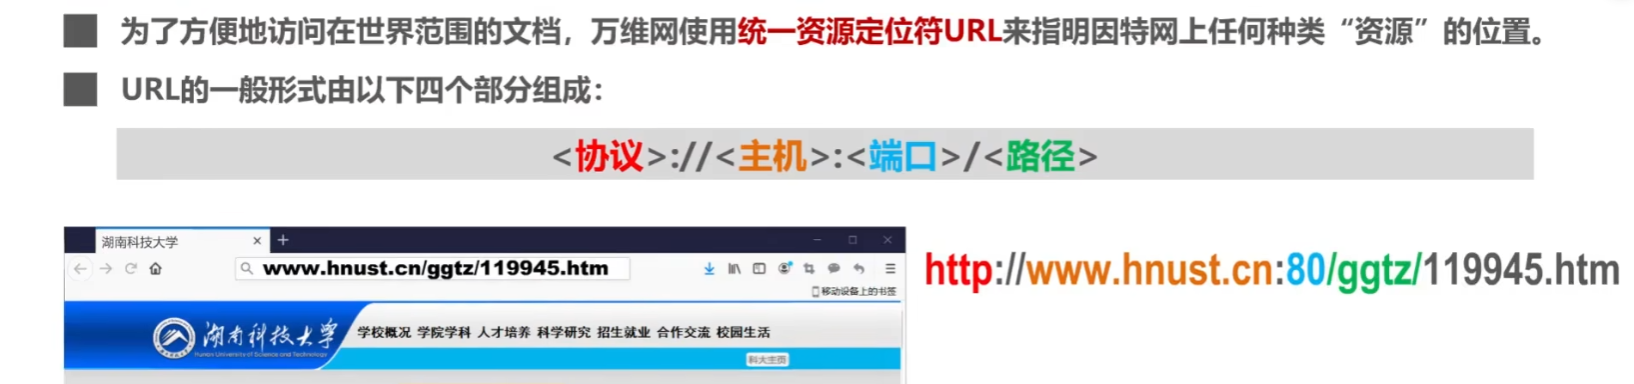 为了方便地访问在世界范围的文档，万维网使用统一资源定位符URL来指明因特网上任何种类“资源”的位置。
URL的一般形式由以下四个部分组成：
<协议>://<主机>:<端口>/<路径>
湖南科技大学
www.hnust.cn/ggtz/119945.htm
http://www.hnust.cn:80/ggtz/119945.htm
移动设备上的书签
湖南科技大学
Hunan University of Science and Technology
学校概况 学院学科 人才培养 科学研究 招生就业 合作交流 校园生活
科大主页